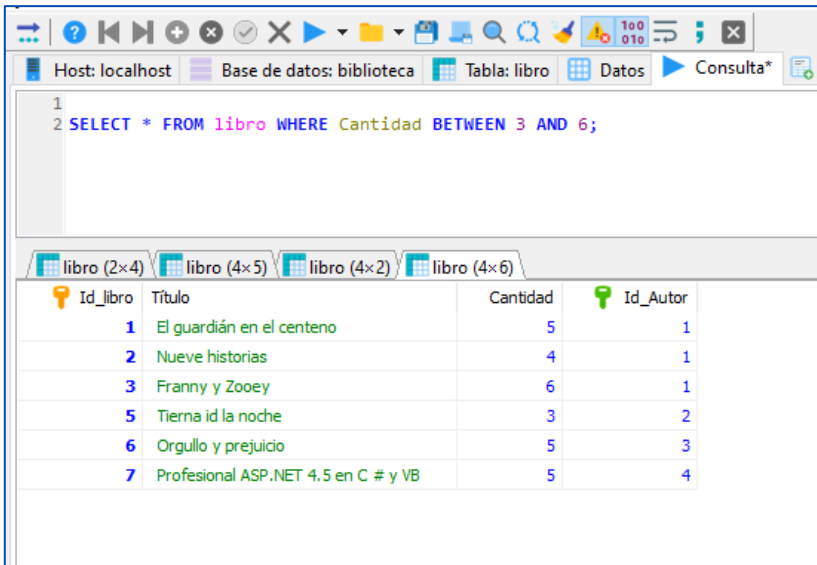 100
010
Host: localhost Base de datos: biblioteca Tabla: libro Datos Consulta*
1
2 SELECT * FROM libro WHERE Cantidad BETWEEN 3 AND 6;
libro (2×4) libro (4×5) libro (4×2) libro (4×6)
Id_libro Título Cantidad Id_Autor
1 El guardián en el centeno 5 1
2 Nueve historias 4 1
3 Franny y Zooey 6 1
5 Tierna id la noche 3 2
6 Orgullo y prejuicio 5 3
7 Profesional ASP.NET 4.5 en C # y VB 5 4